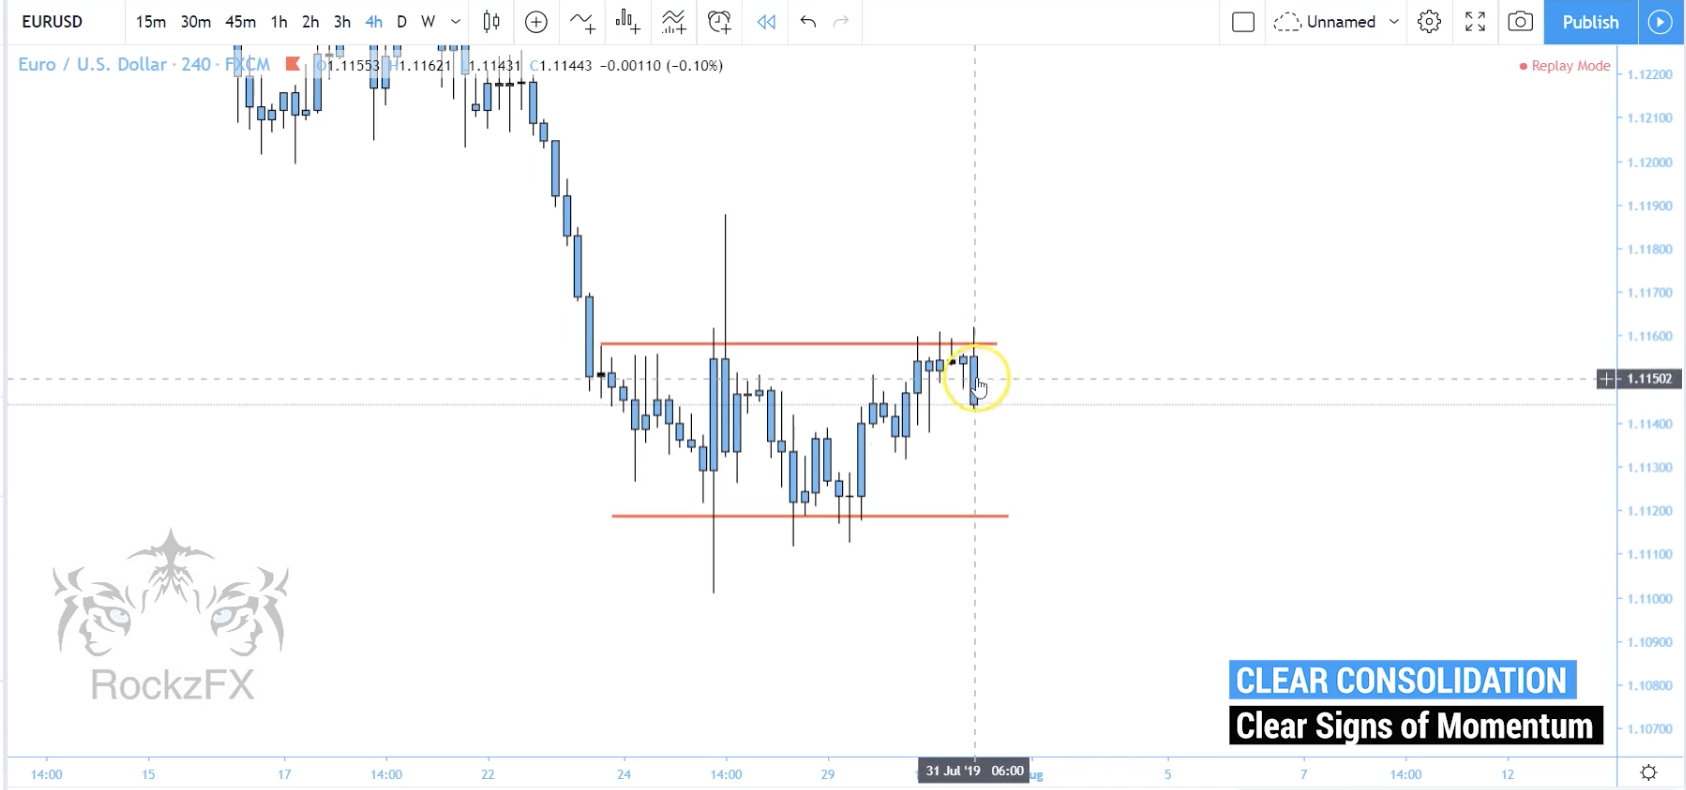 EURUSD 15m 30m 45m 1h 2h 3h 4h D W Unnamed Publish
Euro / U.S. Dollar · 240 · FXCM O1.11553 H1.11621 L1.11431 C1.11443 −0.00110 (−0.10%)
Replay Mode
1.12200
1.12100
1.12000
1.11900
1.11800
1.11700
1.11600
1.11502
1.11400
1.11300
1.11200
1.11100
1.11000
1.10900
1.10800
1.10700
RockzFX
CLEAR CONSOLIDATION
Clear Signs of Momentum
14:00 15 17 14:00 22 24 14:00 29 31 Jul '19 06:00 ug 5 7 14:00 12